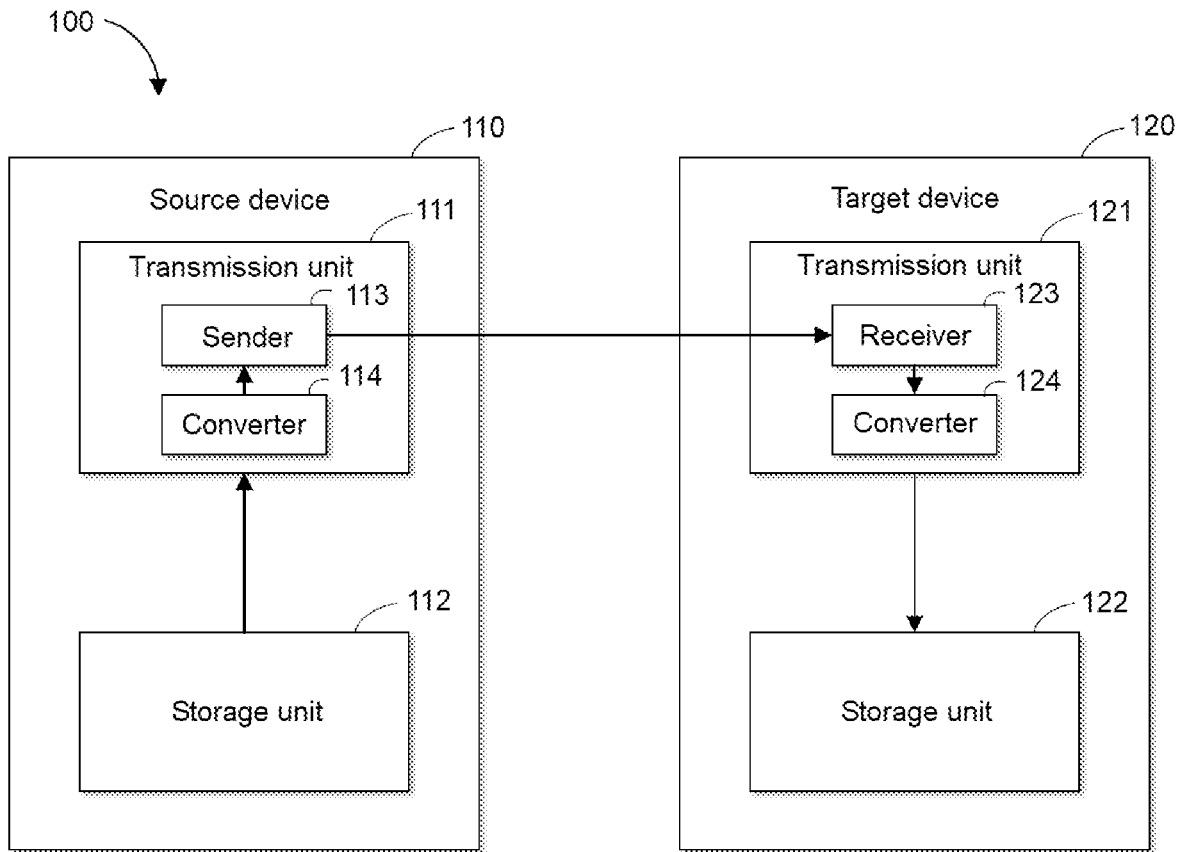 100
110
120
Source device
Target device
111
121
Transmission unit
Transmission unit
113
123
Sender
Receiver
114
124
Converter
Converter
112
122
Storage unit
Storage unit